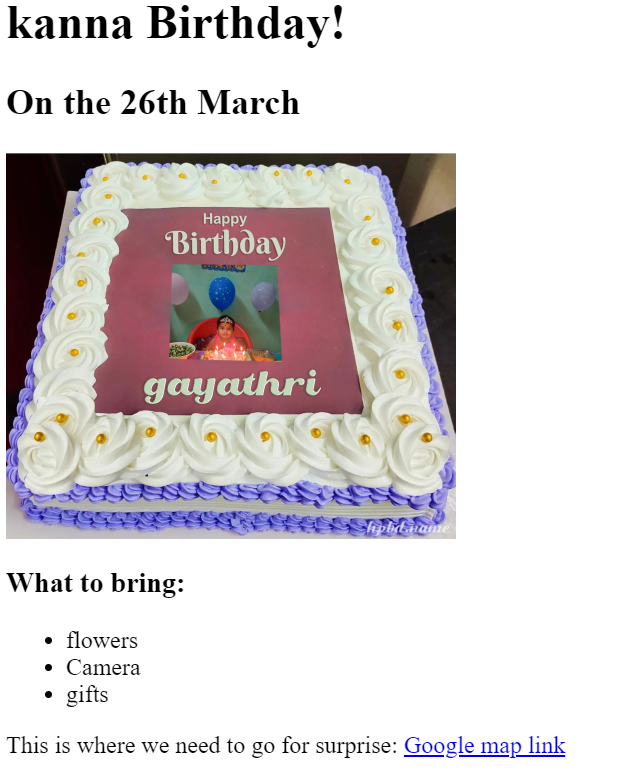 kanna Birthday!
On the 26th March
Happy
Birthday
gayathri
hpbd.name
What to bring:
• flowers
• Camera
• gifts
This is where we need to go for surprise: Google map link